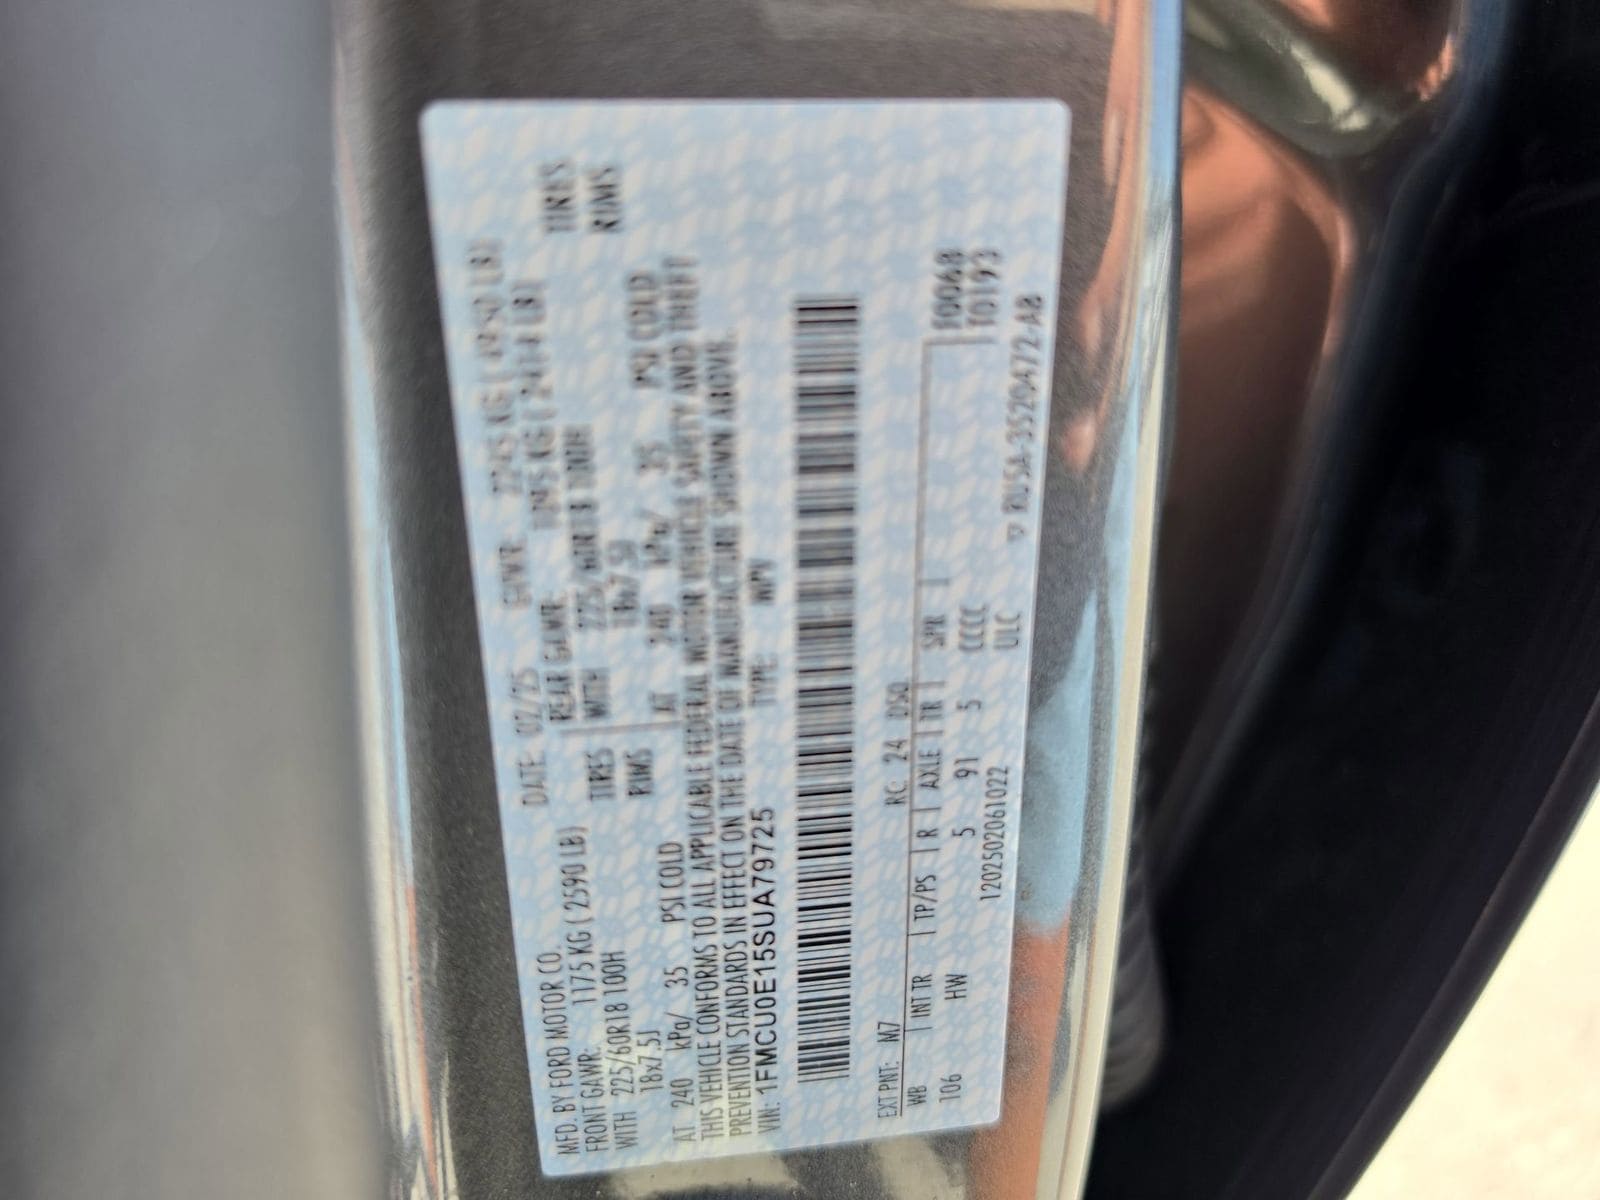 MFD. BY FORD MOTOR CO.
DATE: 02/25 GVWR: 2245 KG ( 4950 LB)
FRONT GAWR: 1175 KG ( 2590 LB)
REAR GAWR: 1095 KG ( 2414 LB)
WITH 225/60R18 100H TIRES
WITH 225/60R18 100H TIRES
18x7.5J RIMS
18x7.5J RIMS
AT 240 kPa/ 35 PSI COLD
AT 240 kPa/ 35 PSI COLD
THIS VEHICLE CONFORMS TO ALL APPLICABLE FEDERAL MOTOR VEHICLE SAFETY AND THEFT
PREVENTION STANDARDS IN EFFECT ON THE DATE OF MANUFACTURE SHOWN ABOVE.
VIN: 1FMCU0E15SUA79725 TYPE: MPV
EXT PNT: M7 RC: 24 DSO:
WB INT TR TP/PS R AXLE TR SPR F0068
106 HW 5 91 5 CCCC T0193
1202502061022 ULC ▽ RU5A-3520472-AB